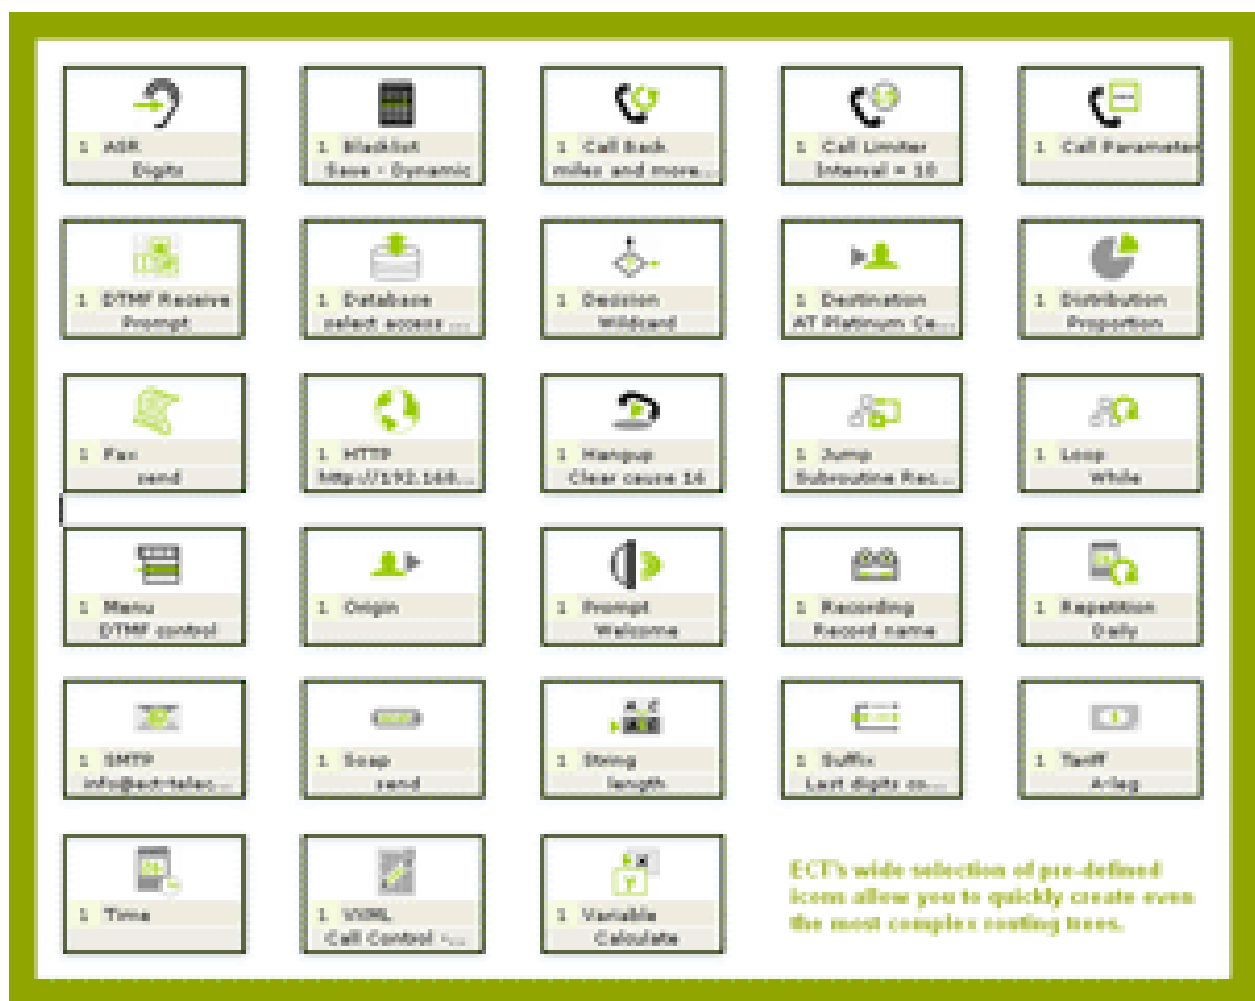 1 ASR
Digits
1 Blacklist
Save - Dynamic
1 Call Back
miles and more...
1 Call Limiter
Interval = 10
1 Call Parameter
1 DTMF Receive
Prompt
1 Database
select access ...
1 Decision
Wildcard
1 Destination
AT Platinum Ce...
1 Distribution
Proportion
1 Fax
send
1 HTTP
http://192.168...
1 Hangup
Clear cause 16
1 Jump
Subroutine Rec...
1 Loop
While
1 Menu
DTMF control
1 Origin
1 Prompt
Welcome
1 Recording
Record name
1 Repetition
Daily
1 SMTP
info@ect-telec...
1 Soap
send
1 String
length
1 Suffix
Last digits co...
1 Tariff
A-leg
1 Time
1 VXML
Call Control -...
1 Variable
Calculate
ECT's wide selection of pre-defined
icons allow you to quickly create even
the most complex routing trees.